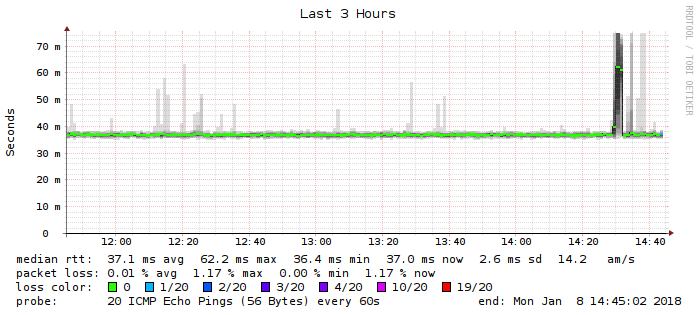 Last 3 Hours
RRDTOOL / TOBI OETIKER
Seconds
70 m
60 m
50 m
40 m
30 m
20 m
10 m
0
12:00 12:20 12:40 13:00 13:20 13:40 14:00 14:20 14:40
median rtt: 37.1 ms avg 62.2 ms max 36.4 ms min 37.0 ms now 2.6 ms sd 14.2 am/s
packet loss: 0.01 % avg 1.17 % max 0.00 % min 1.17 % now
loss color: 0 1/20 2/20 3/20 4/20 10/20 19/20
probe: 20 ICMP Echo Pings (56 Bytes) every 60s end: Mon Jan 8 14:45:02 2018